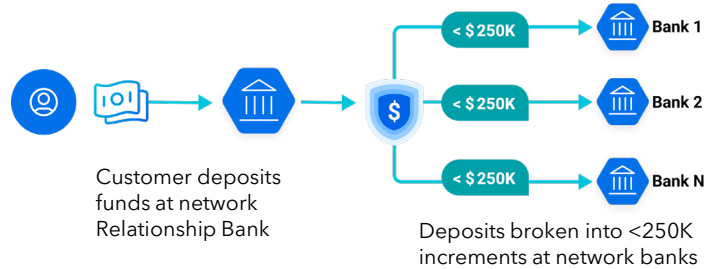 < $250K
Bank 1
$
< $250K
Bank 2
< $250K
Bank N
Customer deposits
funds at network
Relationship Bank
Deposits broken into <250K
increments at network banks